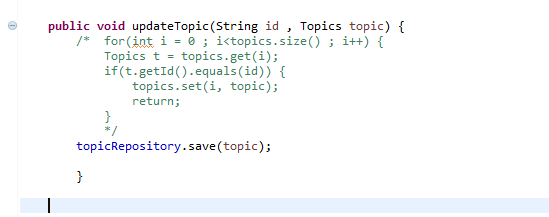 public void updateTopic(String id , Topics topic) {
/*  for(int i = 0 ; i<topics.size() ; i++) {
Topics t = topics.get(i);
if(t.getId().equals(id)) {
topics.set(i, topic);
return;
}
*/
topicRepository.save(topic);
}